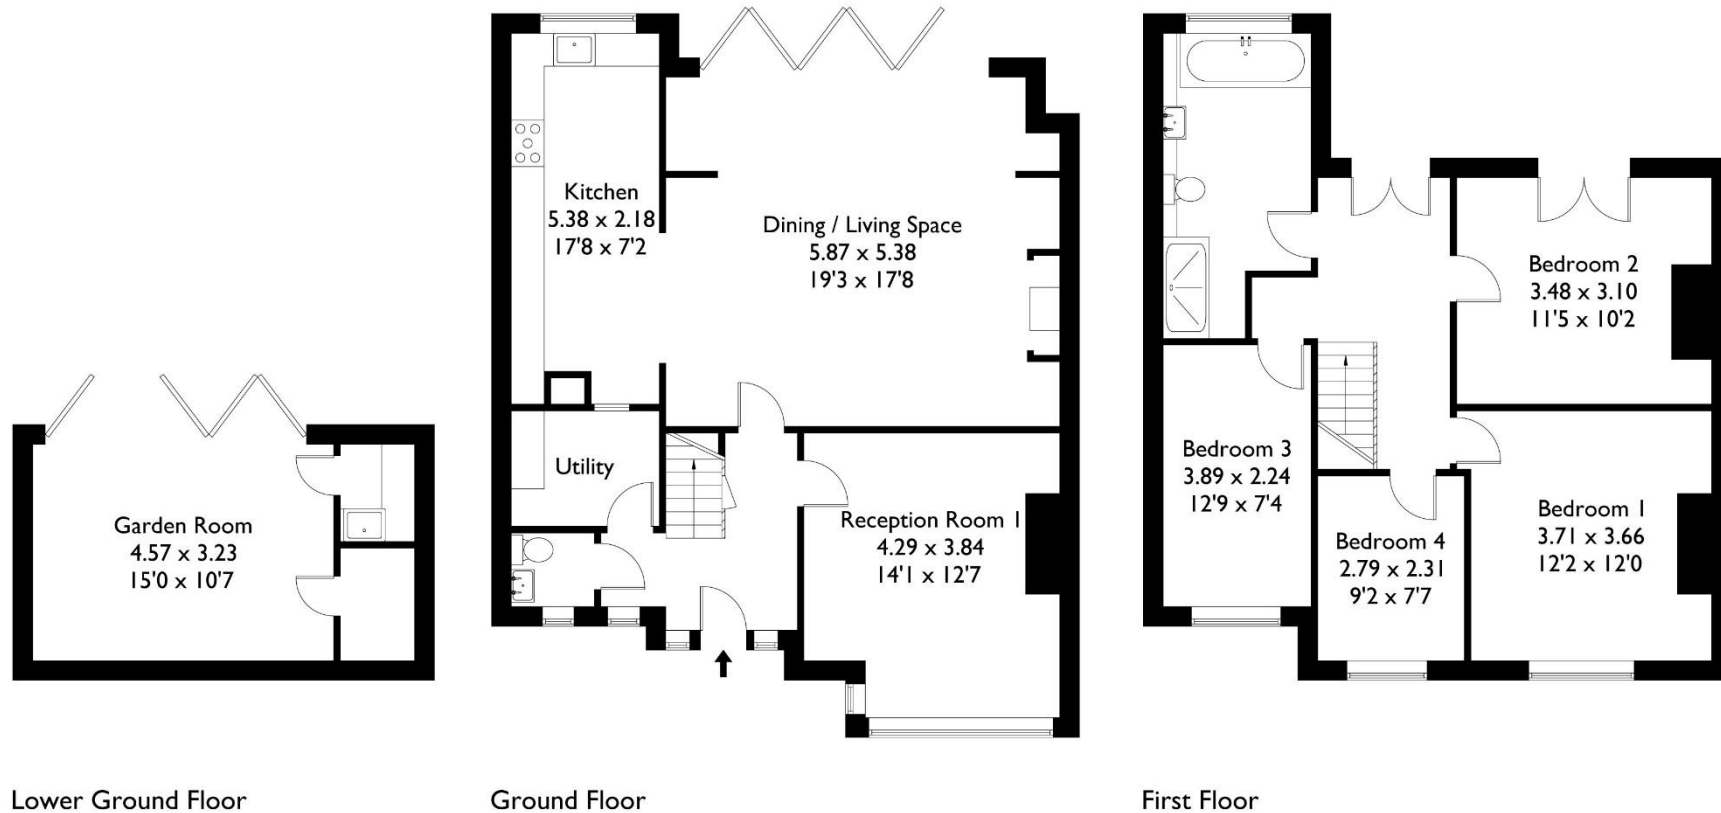 Garden Room
4.57 x 3.23
15'0 x 10'7
Lower Ground Floor
Kitchen
5.38 x 2.18
17'8 x 7'2
Dining / Living Space
5.87 x 5.38
19'3 x 17'8
Utility
Reception Room 1
4.29 x 3.84
14'1 x 12'7
Ground Floor
Bedroom 2
3.48 x 3.10
11'5 x 10'2
Bedroom 3
3.89 x 2.24
12'9 x 7'4
Bedroom 4
2.79 x 2.31
9'2 x 7'7
Bedroom 1
3.71 x 3.66
12'2 x 12'0
First Floor